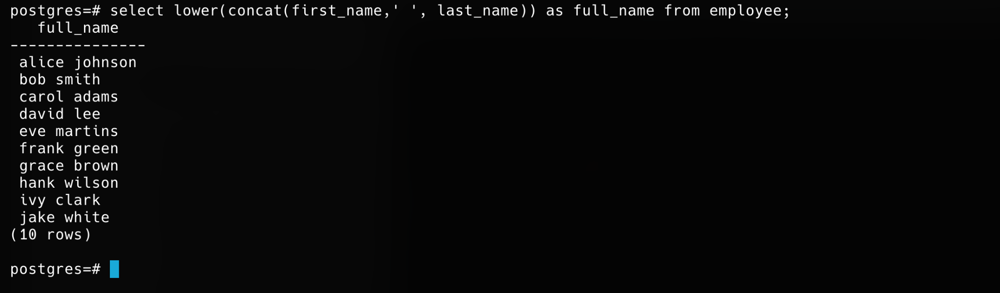 postgres=# select lower(concat(first_name,' ', last_name)) as full_name from employee;
   full_name
---------------
 alice johnson
 bob smith
 carol adams
 david lee
 eve martins
 frank green
 grace brown
 hank wilson
 ivy clark
 jake white
(10 rows)

postgres=#